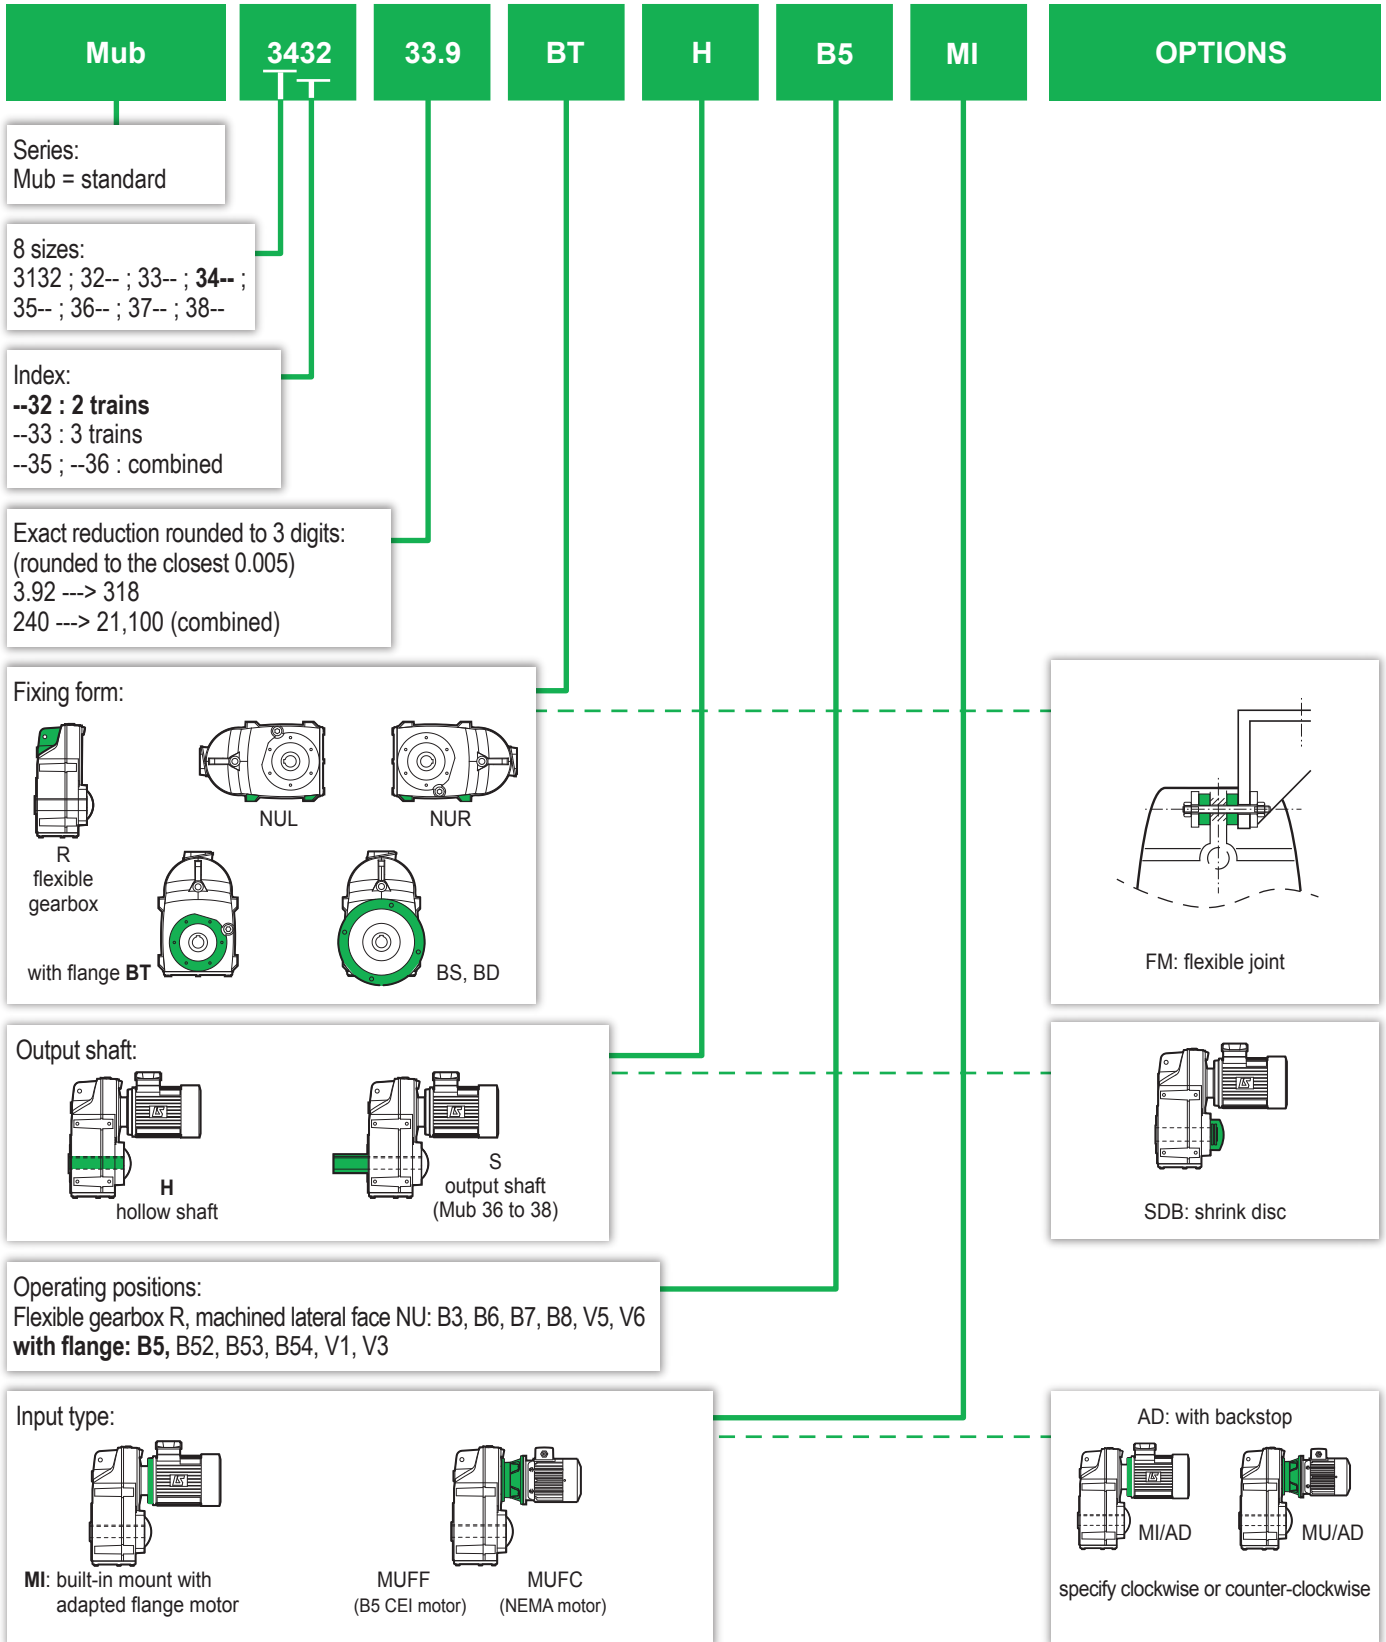 Mub 3432 33.9 BT H B5 MI OPTIONS
Series:
Mub = standard
8 sizes:
3132 ; 32-- ; 33-- ; 34-- ;
35-- ; 36-- ; 37-- ; 38--
Index:
--32 : 2 trains
--33 : 3 trains
--35 ; --36 : combined
Exact reduction rounded to 3 digits:
(rounded to the closest 0.005)
3.92 ---> 318
240 ---> 21,100 (combined)
Fixing form:
NUL
NUR
R
flexible
gearbox
with flange BT
BS, BD
FM: flexible joint
Output shaft:
H
hollow shaft
S
output shaft
(Mub 36 to 38)
SDB: shrink disc
Operating positions:
Flexible gearbox R, machined lateral face NU: B3, B6, B7, B8, V5, V6
with flange: B5, B52, B53, B54, V1, V3
Input type:
MI: built-in mount with
adapted flange motor
MUFF
(B5 CEI motor)
MUFC
(NEMA motor)
AD: with backstop
MI/AD
MU/AD
specify clockwise or counter-clockwise